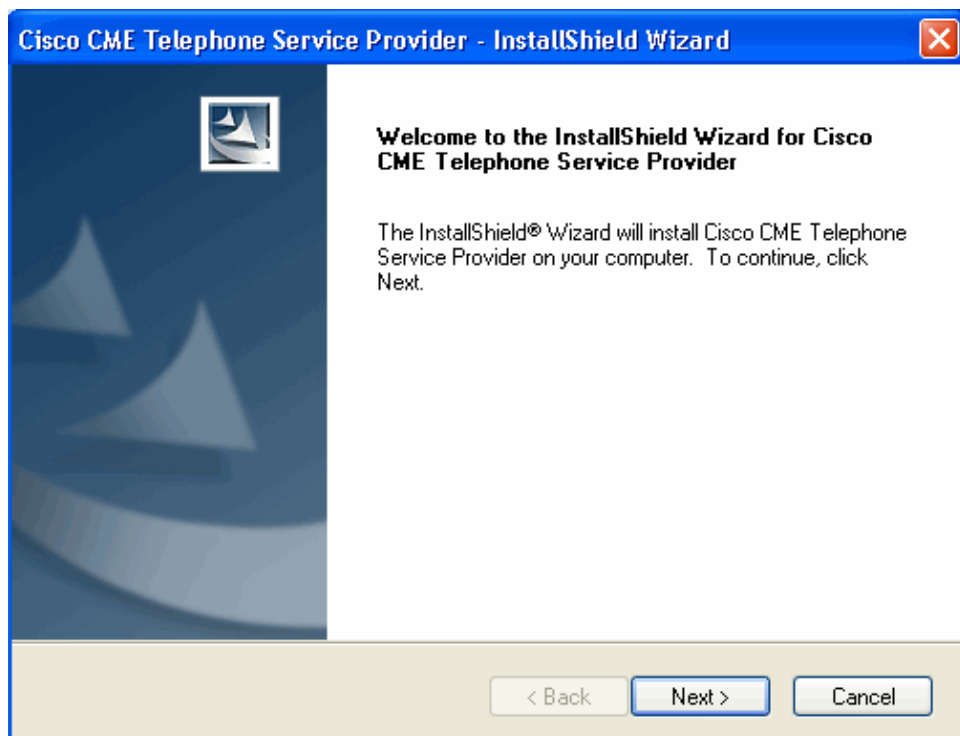 Cisco CME Telephone Service Provider - InstallShield Wizard
Welcome to the InstallShield Wizard for Cisco
CME Telephone Service Provider
The InstallShield® Wizard will install Cisco CME Telephone
Service Provider on your computer. To continue, click
Next.
< Back
Next >
Cancel